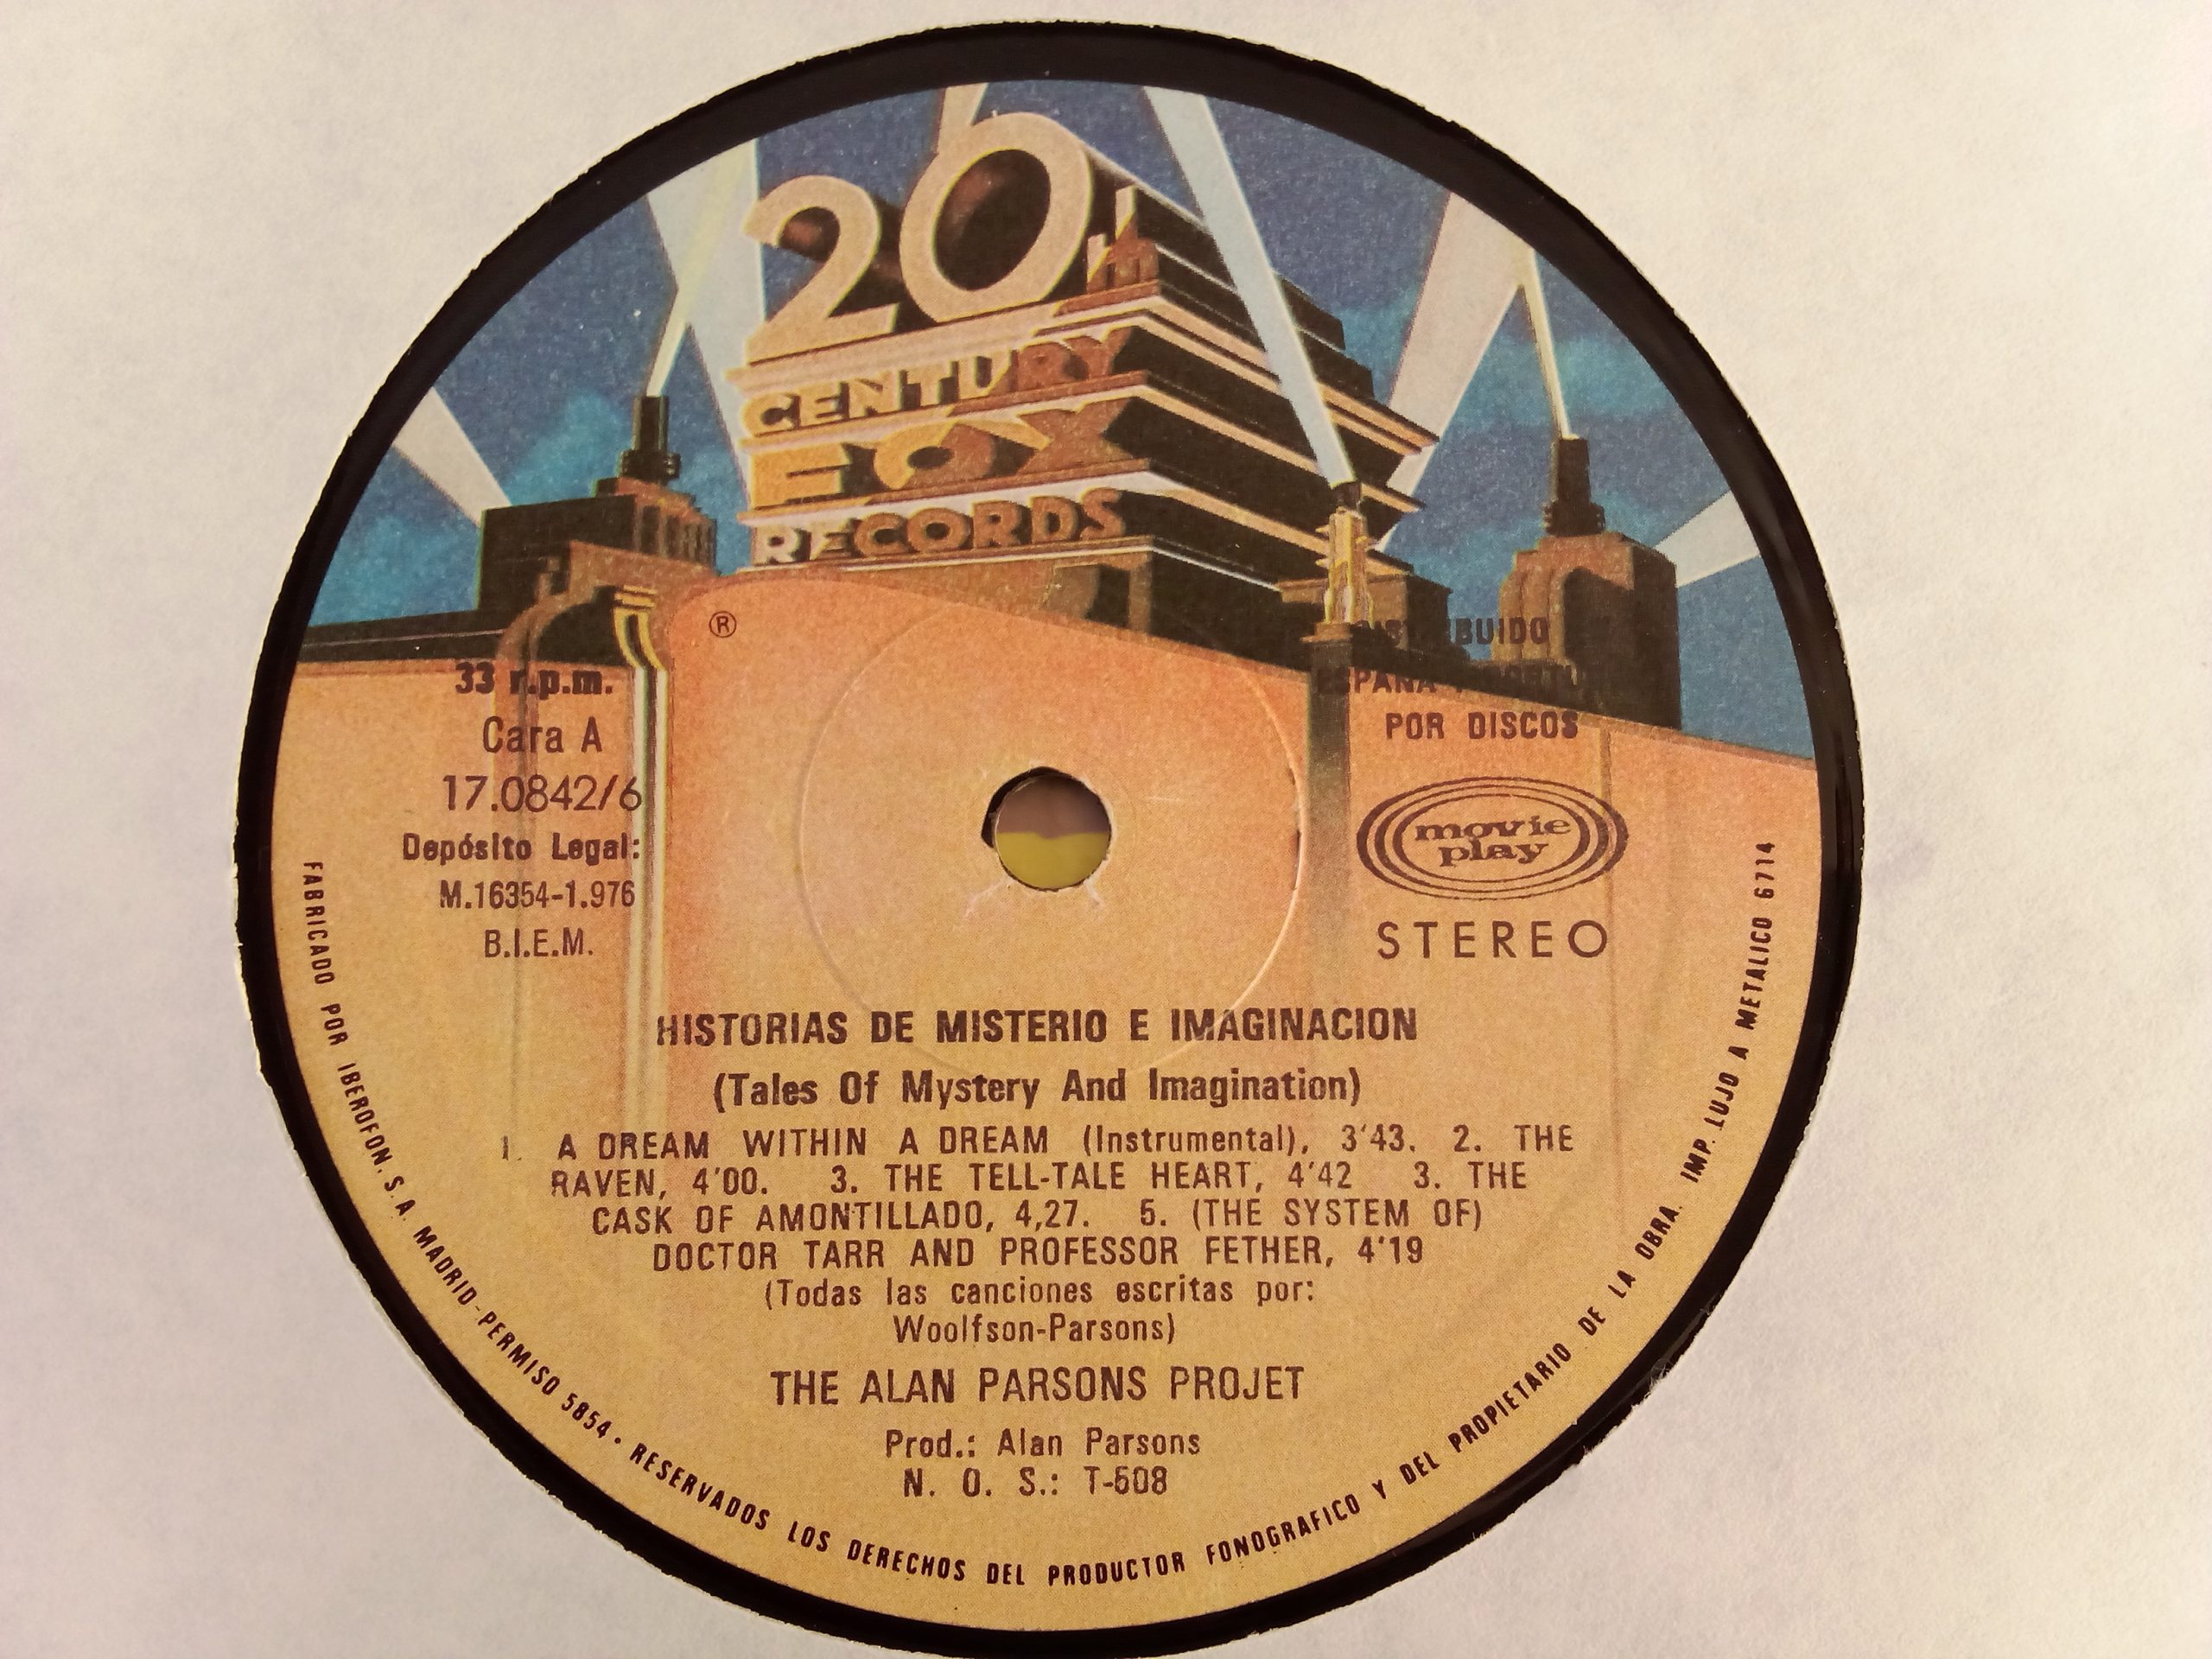 20
CENTURY
FOX
RECORDS
®
33 r.p.m.
Cara A
17.0842/6
Depósito Legal:
M.16354-1.976
B.I.E.M.
POR DISCOS
movie
play
STEREO
HISTORIAS DE MISTERIO E IMAGINACION
(Tales Of Mystery And Imagination)
1. A DREAM WITHIN A DREAM (Instrumental), 3'43. 2. THE
RAVEN, 4'00. 3. THE TELL-TALE HEART, 4'42 3. THE
CASK OF AMONTILLADO, 4,27. 5. (THE SYSTEM OF)
DOCTOR TARR AND PROFESSOR FETHER, 4'19
(Todas las canciones escritas por:
Woolfson-Parsons)
THE ALAN PARSONS PROJET
Prod.: Alan Parsons
N. O. S.: T-508
FABRICADO POR IBEROFON. S. A. MADRID-PERMISO 5854 • RESERVADOS LOS DERECHOS DEL PRODUCTOR FONOGRAFICO Y DEL PROPIETARIO DE LA OBRA. IMP. LUJO A METALICO 6714